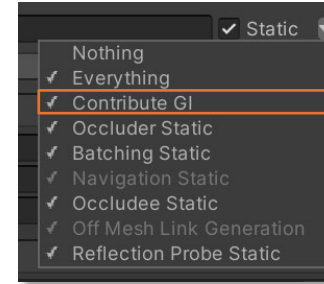 Static
Nothing
Everything
Contribute GI
Occluder Static
Batching Static
Navigation Static
Occludee Static
Off Mesh Link Generation
Reflection Probe Static